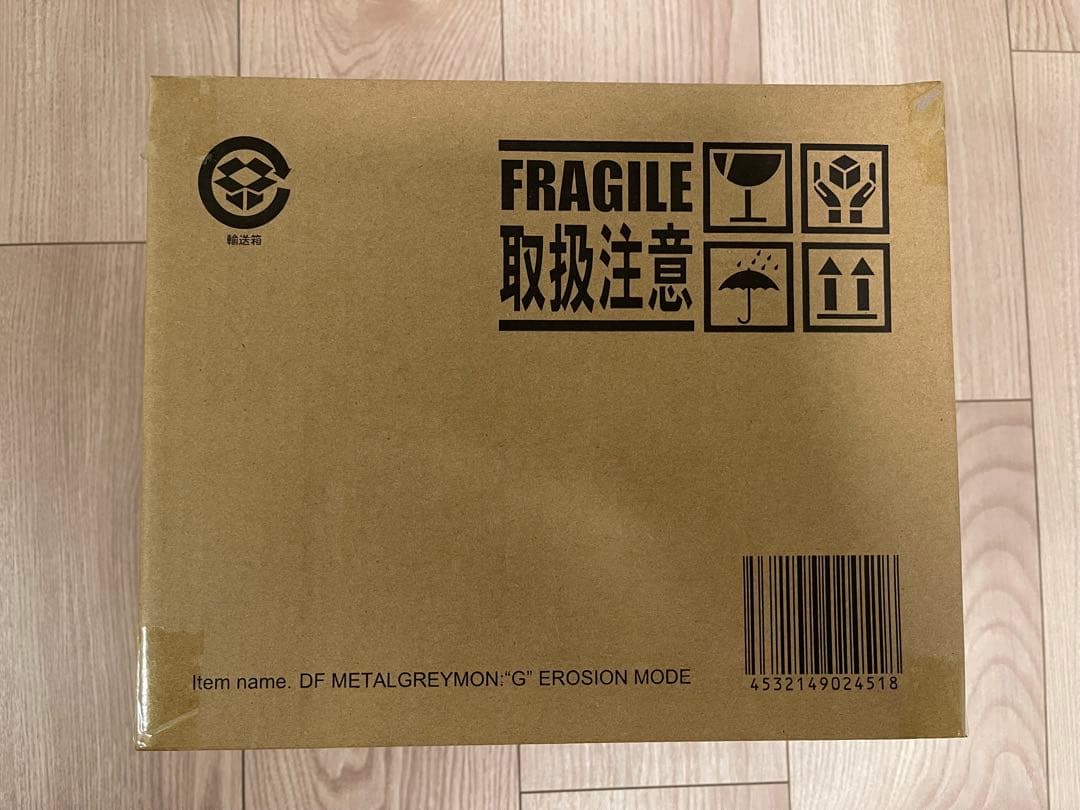 輸送箱
FRAGILE
取扱注意
Item name. DF METALGREYMON:“G” EROSION MODE
4532149024518